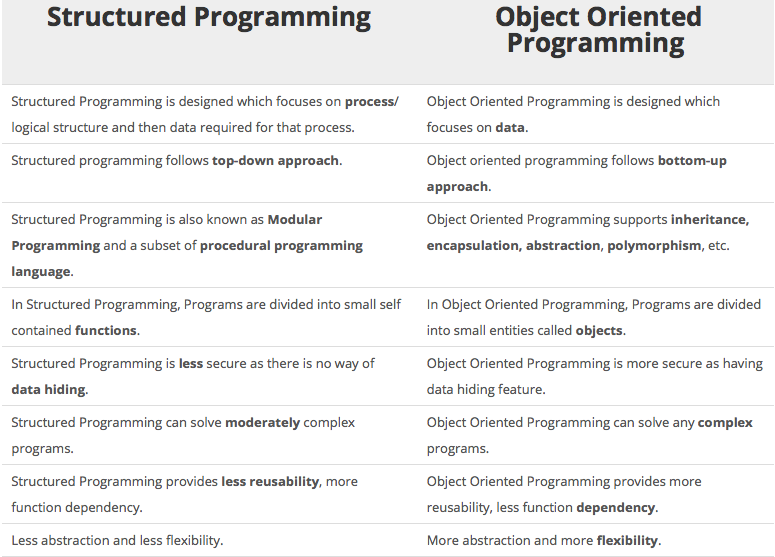 Structured Programming
Object Oriented
Programming
Structured Programming is designed which focuses on process/
logical structure and then data required for that process.
Object Oriented Programming is designed which
focuses on data.
Structured programming follows top-down approach.
Object oriented programming follows bottom-up
approach.
Structured Programming is also known as Modular
Programming and a subset of procedural programming
language.
Object Oriented Programming supports inheritance,
encapsulation, abstraction, polymorphism, etc.
In Structured Programming, Programs are divided into small self
contained functions.
In Object Oriented Programming, Programs are divided
into small entities called objects.
Structured Programming is less secure as there is no way of
data hiding.
Object Oriented Programming is more secure as having
data hiding feature.
Structured Programming can solve moderately complex
programs.
Object Oriented Programming can solve any complex
programs.
Structured Programming provides less reusability, more
function dependency.
Object Oriented Programming provides more
reusability, less function dependency.
Less abstraction and less flexibility.
More abstraction and more flexibility.